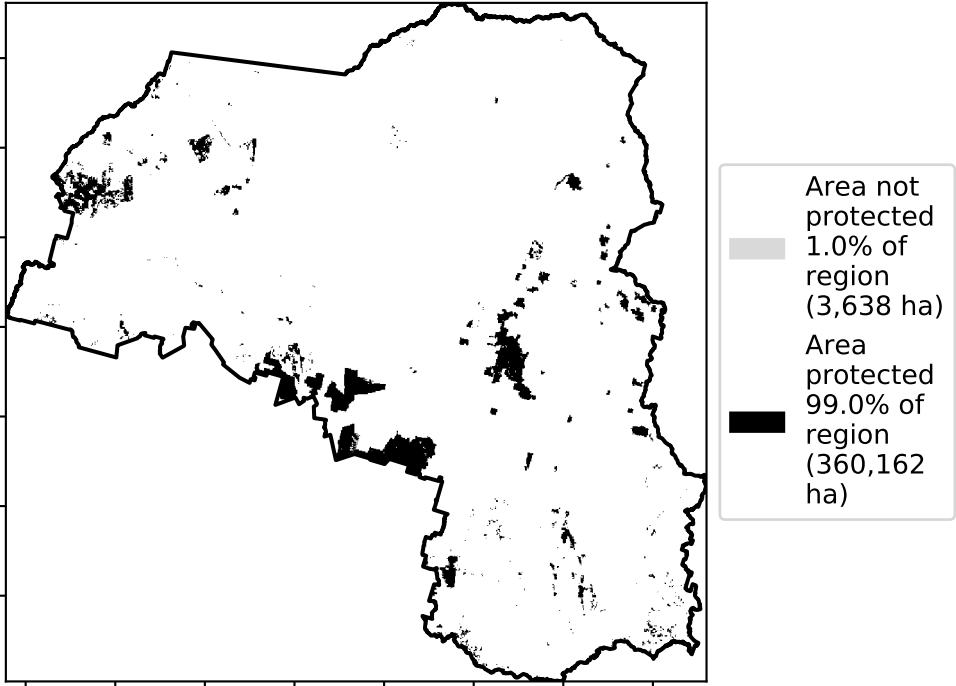 Area not
protected
1.0% of
region
(3,638 ha)
Area
protected
99.0% of
region
(360,162
ha)